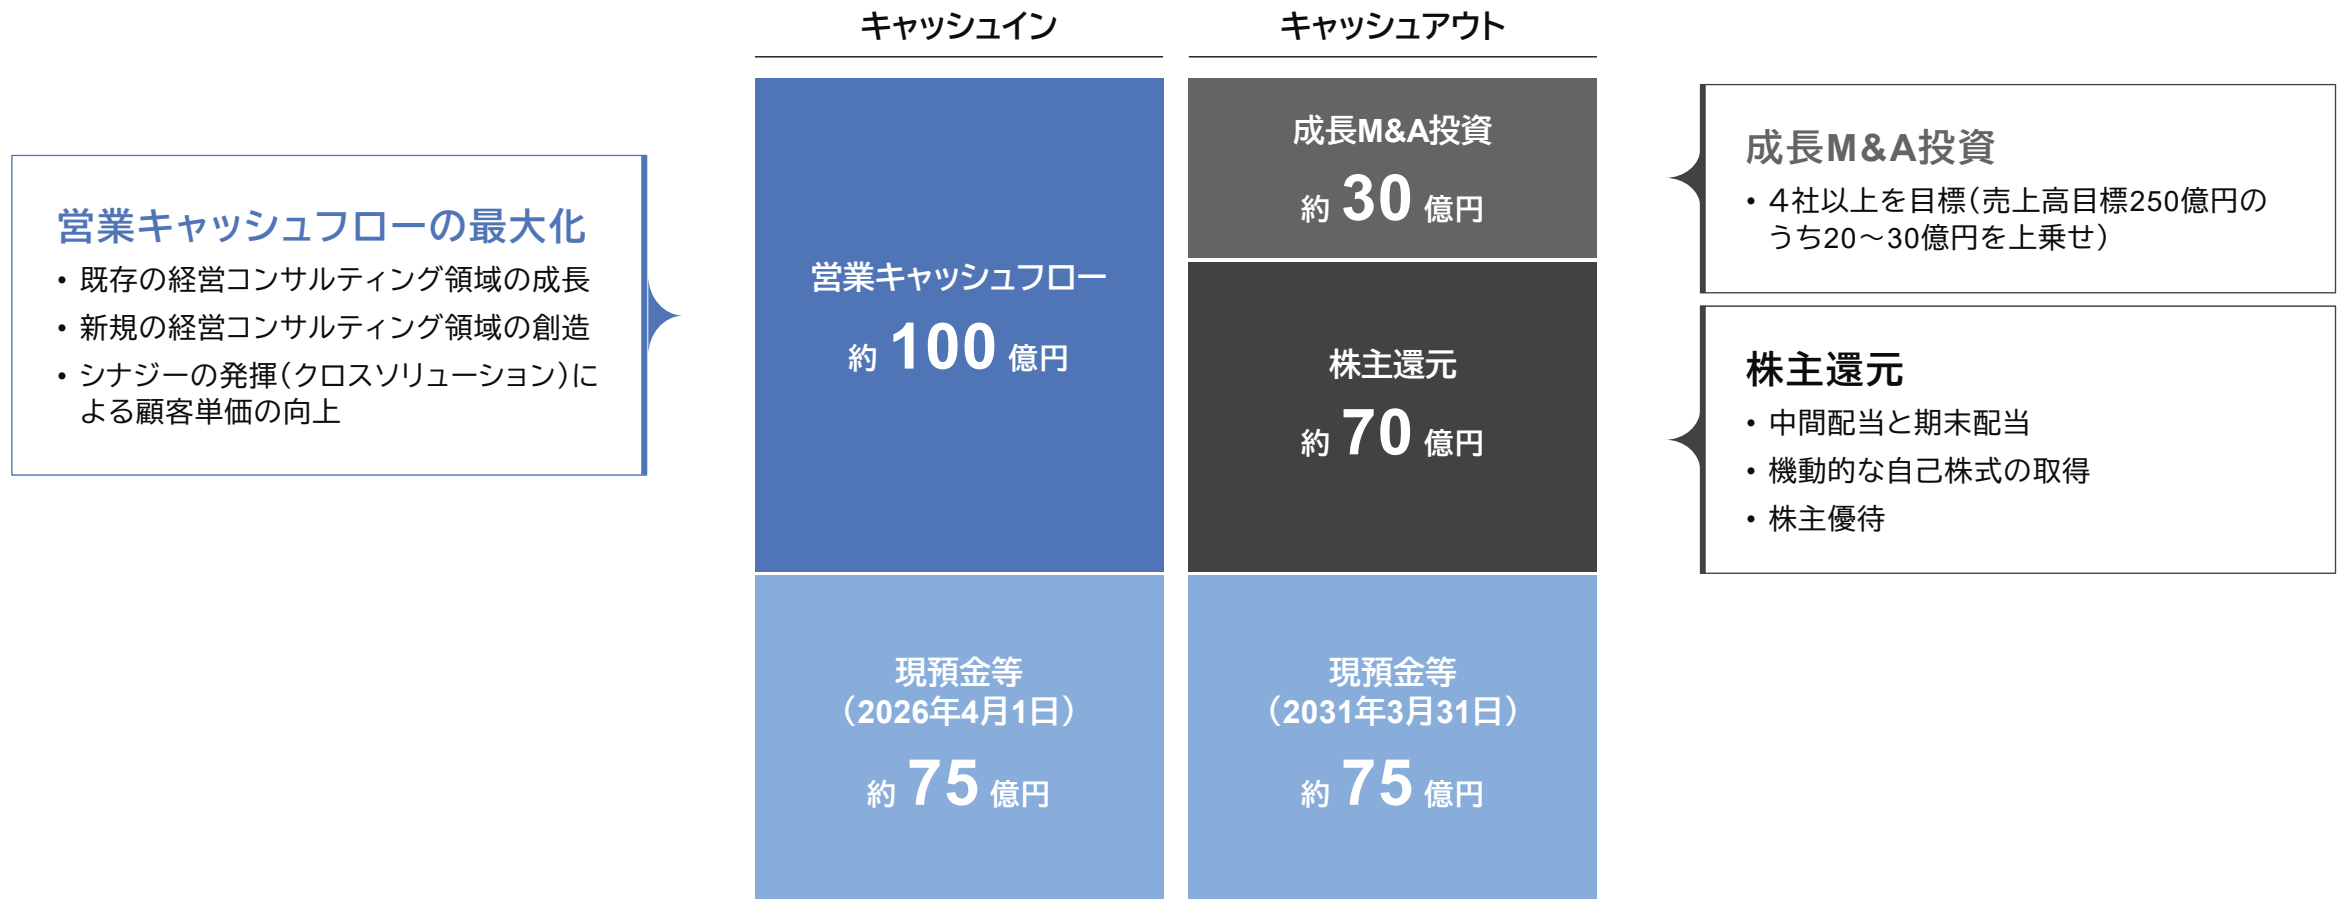 キャッシュイン
キャッシュアウト
営業キャッシュフローの最大化
• 既存の経営コンサルティング領域の成長
• 新規の経営コンサルティング領域の創造
• シナジーの発揮（クロスソリューション）に
よる顧客単価の向上
営業キャッシュフロー
約 100 億円
現預金等
（2026年4月1日）
約 75 億円
成長M&A投資
約 30 億円
株主還元
約 70 億円
現預金等
（2031年3月31日）
約 75 億円
成長M&A投資
• ４社以上を目標（売上高目標250億円の
うち20～30億円を上乗せ）
株主還元
• 中間配当と期末配当
• 機動的な自己株式の取得
• 株主優待